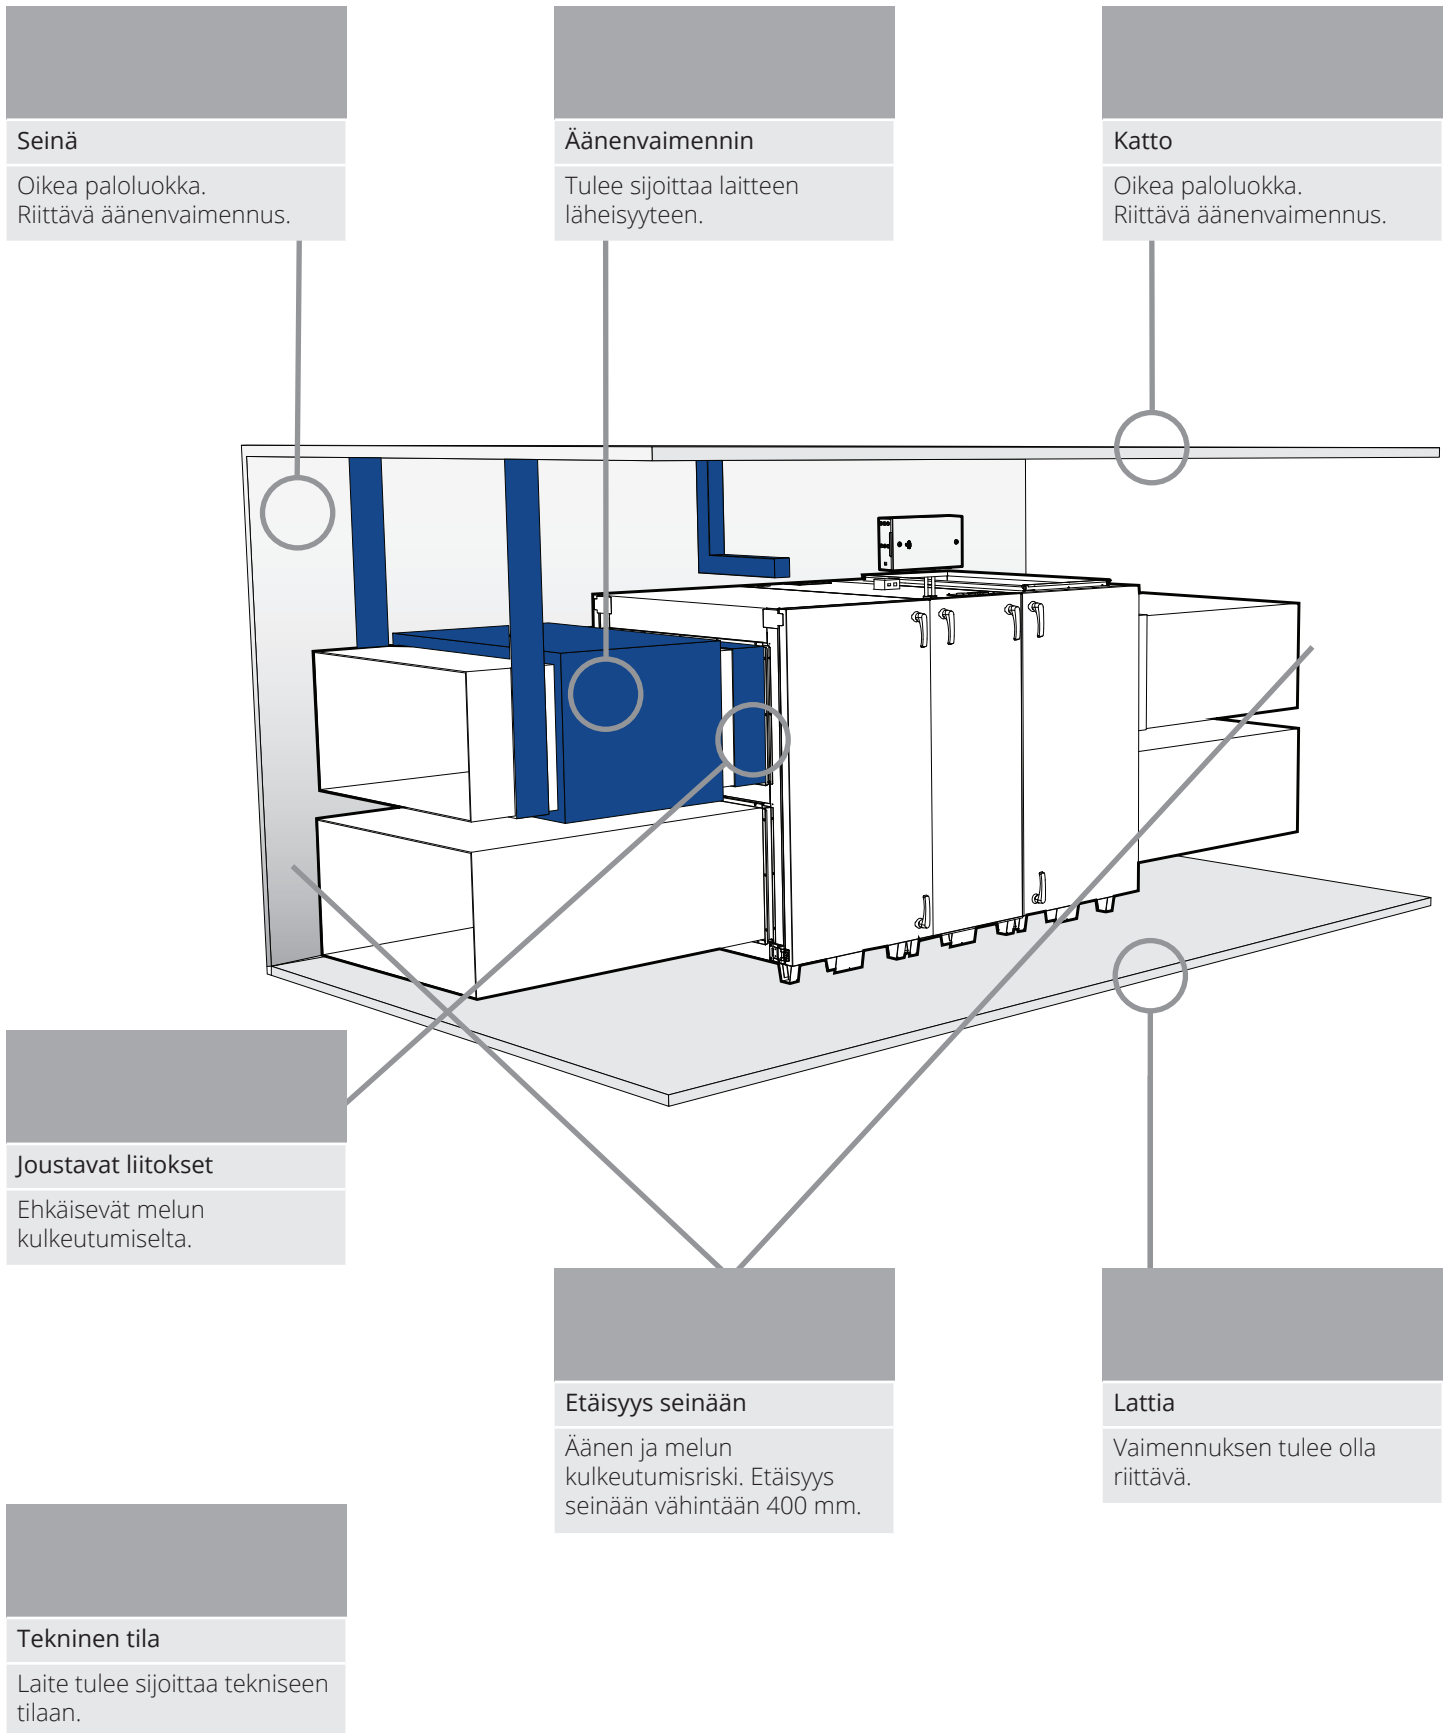 Seinä
Oikea paloluokka.
Riittävä äänenvaimennus.
Äänenvaimennin
Tulee sijoittaa laitteen
läheisyyteen.
Katto
Oikea paloluokka.
Riittävä äänenvaimennus.
Joustavat liitokset
Ehkäisevät melun
kulkeutumiselta.
Etäisyys seinään
Äänen ja melun
kulkeutumisriski. Etäisyys
seinään vähintään 400 mm.
Lattia
Vaimennuksen tulee olla
riittävä.
Tekninen tila
Laite tulee sijoittaa tekniseen
tilaan.